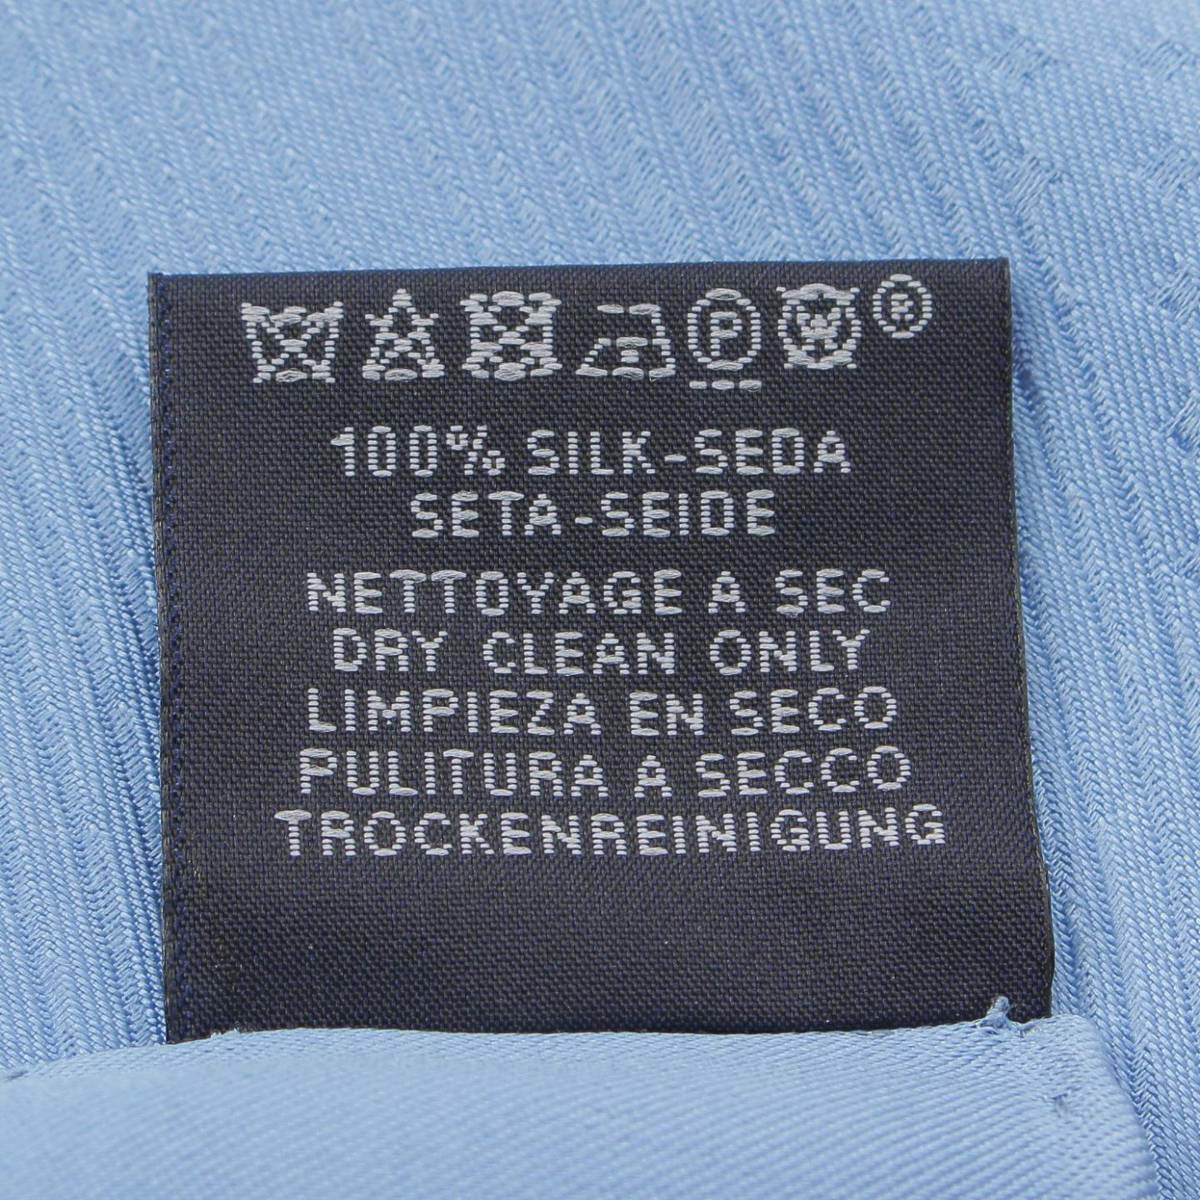 P ®
100% SILK-SEDA
SETA-SEIDE
NETTOYAGE A SEC
DRY CLEAN ONLY
LIMPIEZA EN SECO
PULITURA A SECCO
TROCKENREINIGUNG